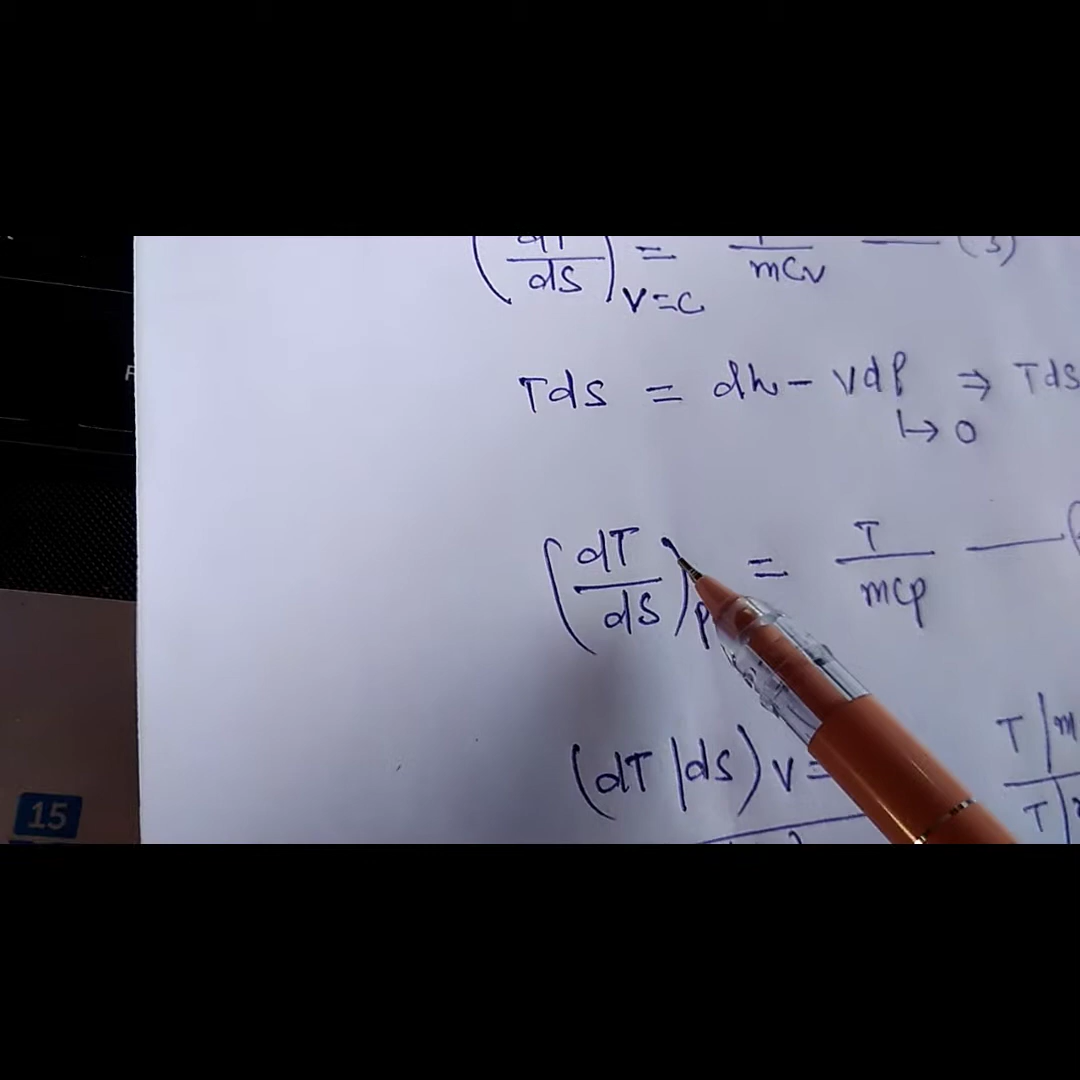 (dT/dS)V=C = T/mCv — (3)
Tds = dh - vdp ⇒ Tds
↦ 0
(dT/dS)p = T/mCp — (
(dT|ds)v= T|m
T|
15
F